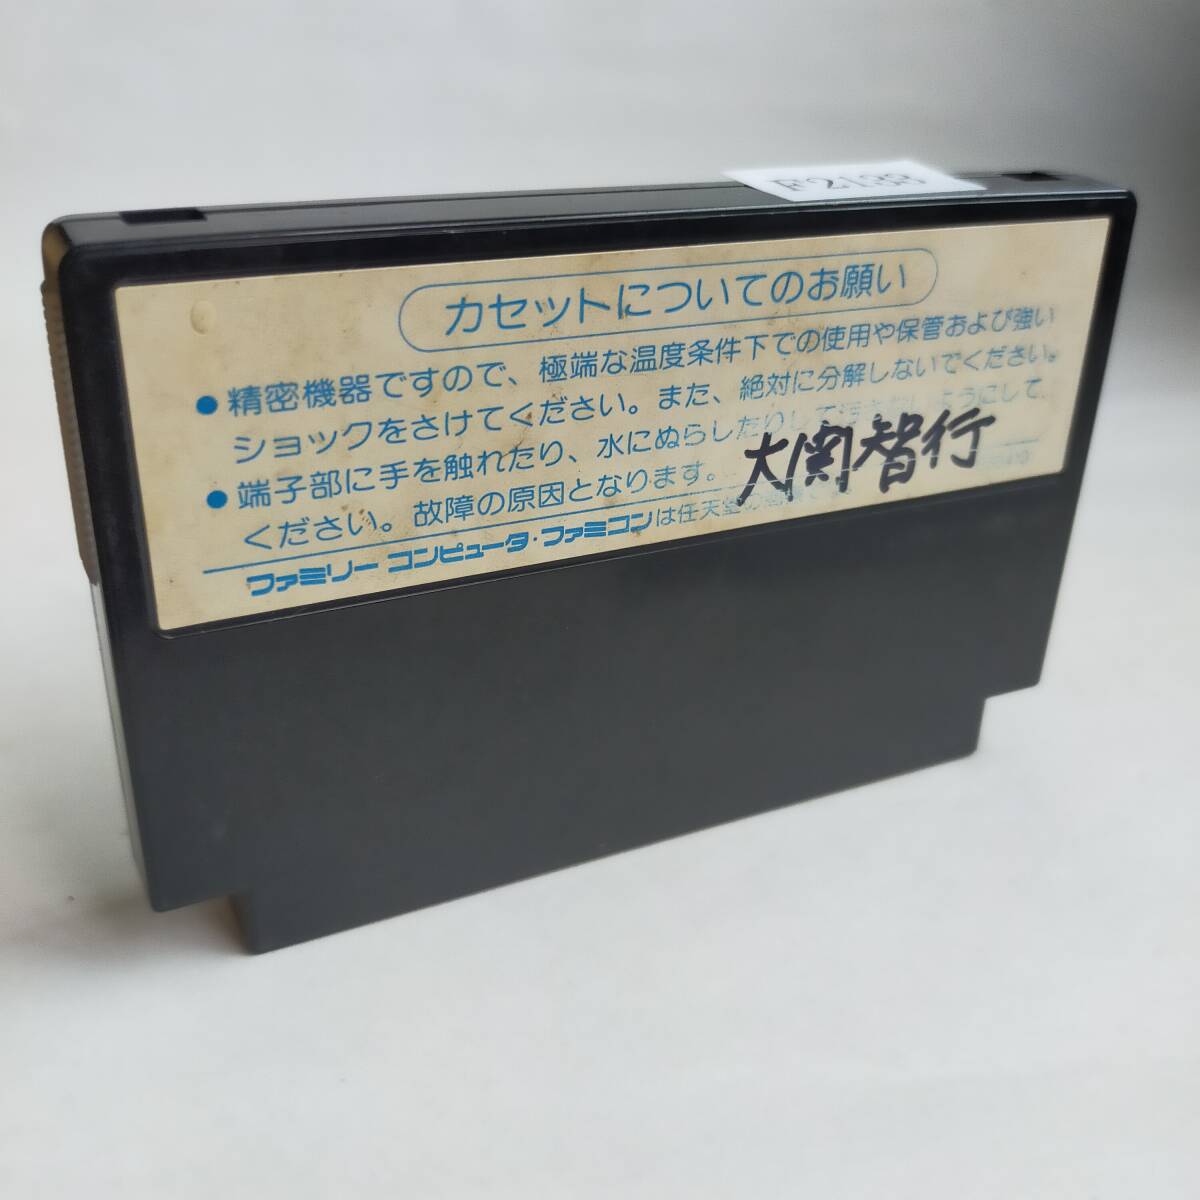 F2133
カセットについてのお願い
●精密機器ですので、極端な温度条件下での使用や保管および強い
ショックをさけてください。また、絶対に分解しないでください。
●端子部に手を触れたり、水にぬらしたりして ようにして
ください。故障の原因となります。
大関智行
ファミリーコンピュータ・ファミコンは任天堂の